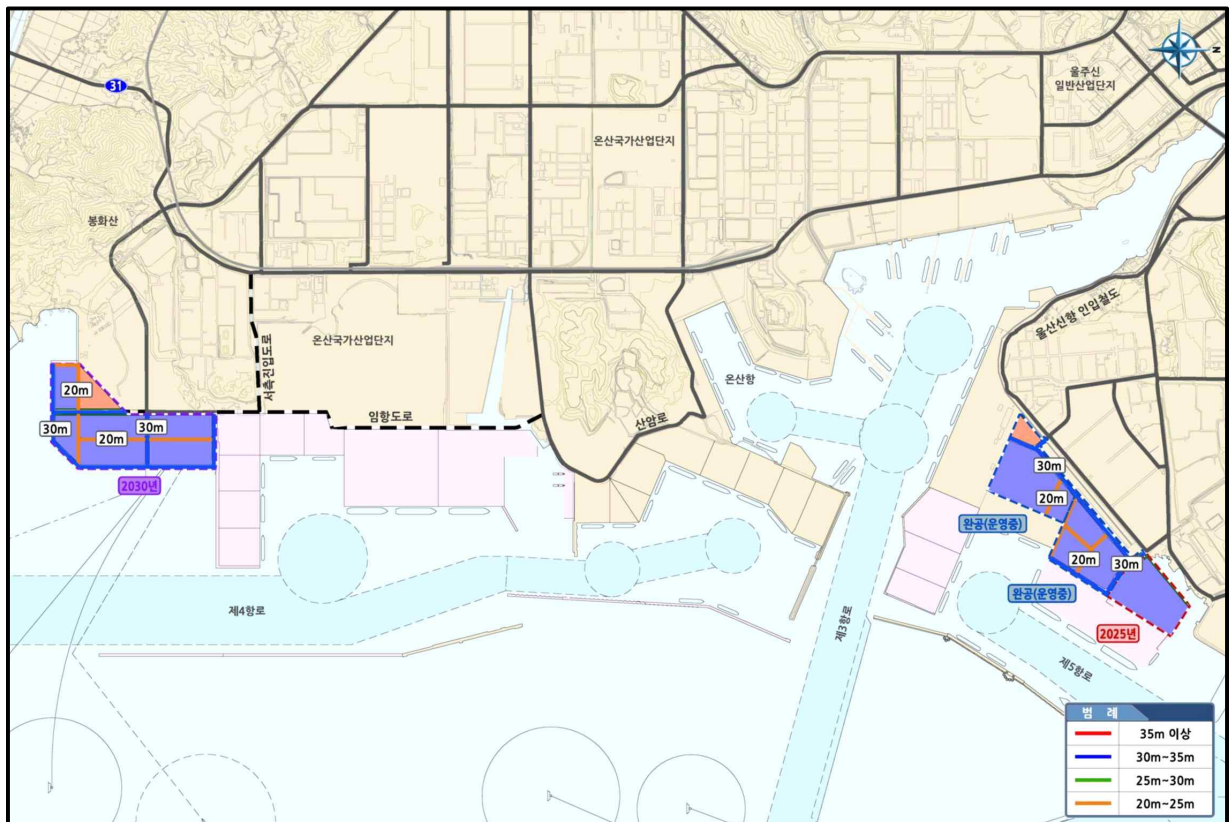 N
울주신
일반산업단지
31
온산국가산업단지
봉화산
울산신항 인입철도
서측진입도로
온산국가산업단지
온산항
20m
임항도로
산암로
30m
30m
20m
30m
20m
2030년
완공(운영중)
20m
30m
완공(운영중)
제4항로
제3항로
2025년
제5항로
범 례
35m 이상
30m~35m
25m~30m
20m~25m